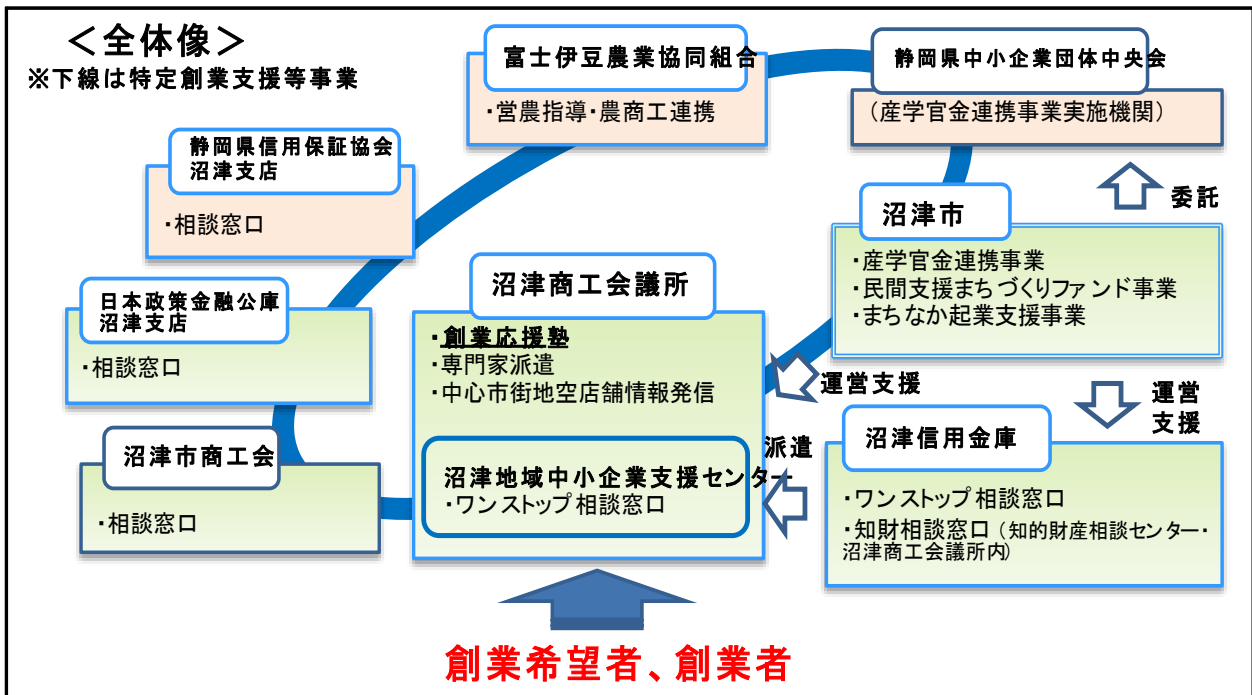 ＜全体像＞
※下線は特定創業支援等事業
富士伊豆農業協同組合
・営農指導・農商工連携
静岡県中小企業団体中央会
（産学官金連携事業実施機関）
静岡県信用保証協会
沼津支店
・相談窓口
委託
沼津市
・産学官金連携事業
・民間支援まちづくりファンド事業
・まちなか起業支援事業
日本政策金融公庫
沼津支店
・相談窓口
沼津商工会議所
・創業応援塾
・専門家派遣
・中心市街地空店舗情報発信
運営支援
運営
支援
沼津市商工会
・相談窓口
沼津地域中小企業支援センター
・ワンストップ相談窓口
派遣
沼津信用金庫
・ワンストップ相談窓口
・知財相談窓口（知的財産相談センター・
沼津商工会議所内）
創業希望者、創業者